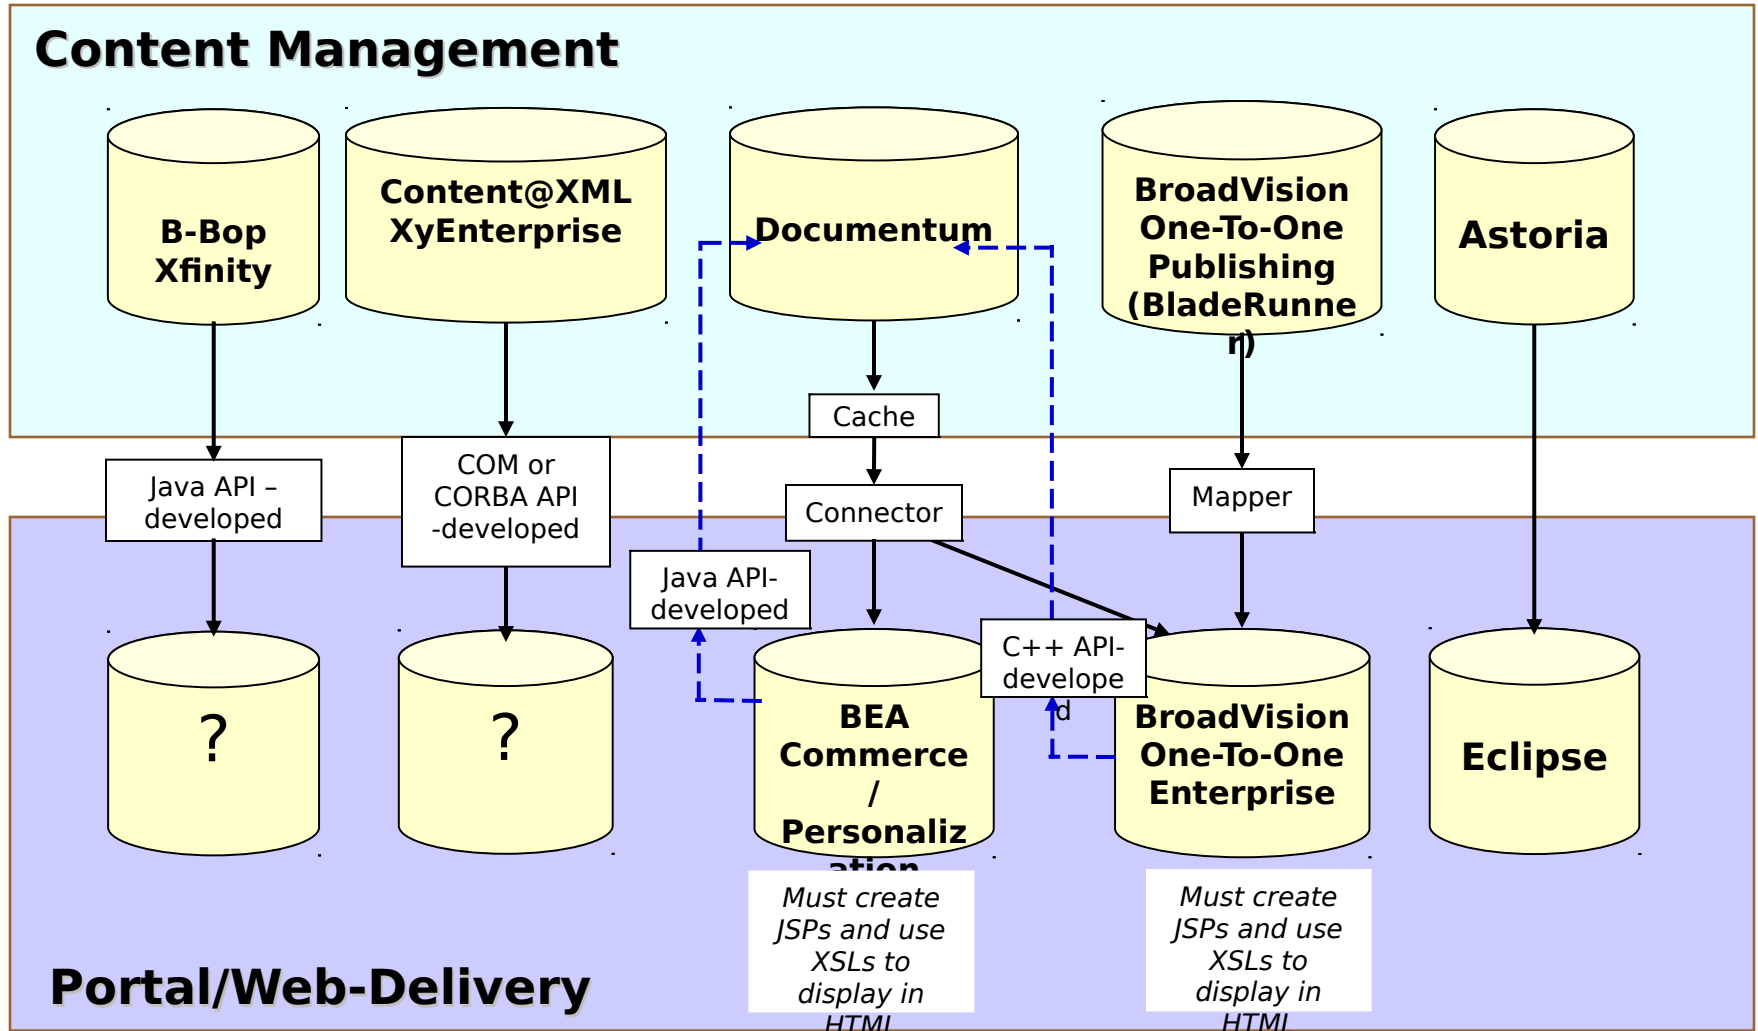 Content Management
B-Bop
Xfinity
Content@XML
XyEnterprise
Documentum
BroadVision
One-To-One
Publishing
(BladeRunne
r)
Astoria
Cache
Java API –
developed
COM or
CORBA API
-developed
Connector
Mapper
Java API-
developed
C++ API-
develope
d
?
?
BEA
Commerce
/
Personaliz
ation
BroadVision
One-To-One
Enterprise
Eclipse
Must create
JSPs and use
XSLs to
display in
HTML
Must create
JSPs and use
XSLs to
display in
HTML
Portal/Web-Delivery